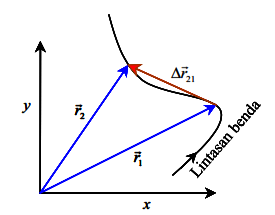 Δr⃗₂₁
y
r⃗₂
r⃗₁
Lintasan benda
x